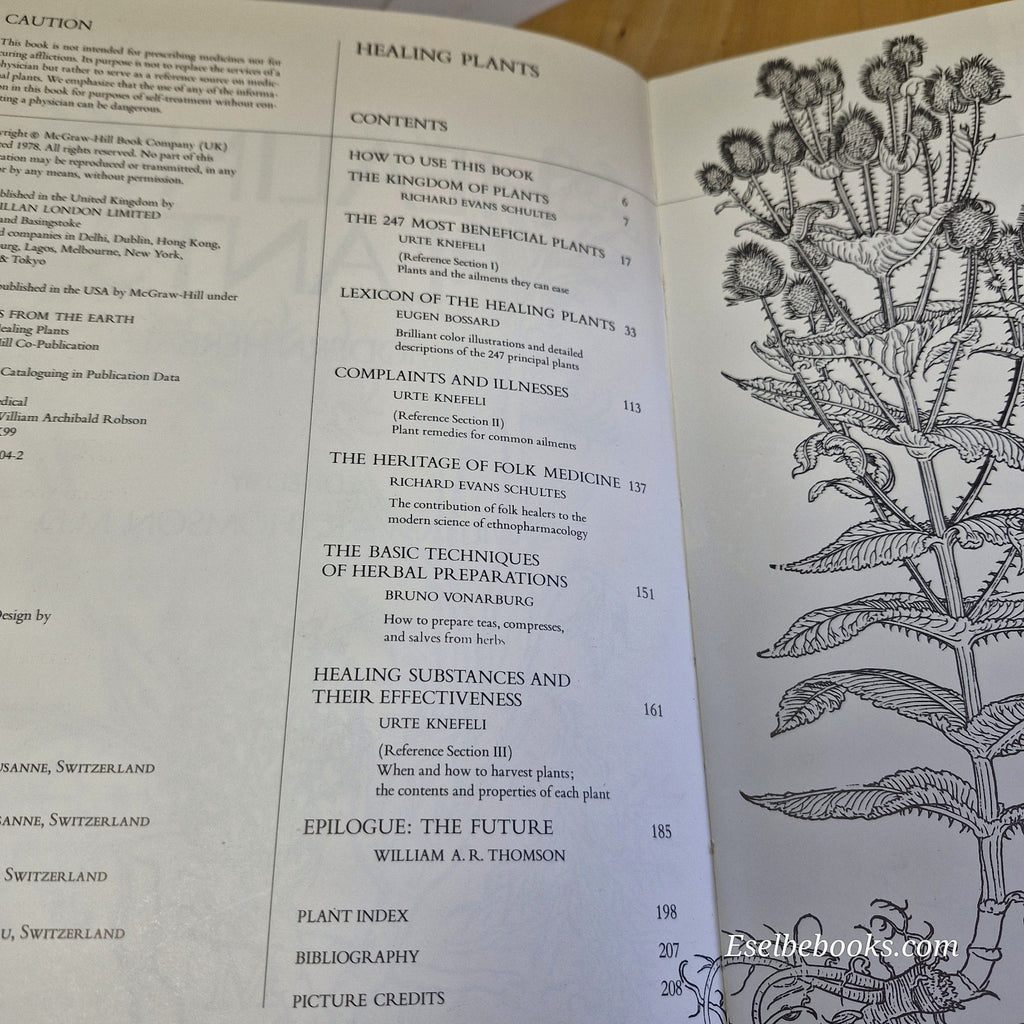 CAUTION
This book is not intended for prescribing medicines nor for
curing afflictions. Its purpose is not to replace the services of a
physician but rather to serve as a reference source on medic-
al plants. We emphasize that the use of any of the informa-
on in this book for purposes of self-treatment without con-
ting a physician can be dangerous.
yright © McGraw-Hill Book Company (UK)
ted 1978. All rights reserved. No part of this
cation may be reproduced or transmitted, in any
or by any means, without permission.
blished in the United Kingdom by
ILLAN LONDON LIMITED
and Basingstoke
d companies in Delhi, Dublin, Hong Kong,
urg, Lagos, Melbourne, New York,
& Tokyo
published in the USA by McGraw-Hill under
S FROM THE EARTH
ealing Plants
ill Co-Publication
Cataloguing in Publication Data
edical
William Archibald Robson
99
04-2
esign by
USANNE, SWITZERLAND
SANNE, SWITZERLAND
SWITZERLAND
U, SWITZERLAND
HEALING PLANTS
CONTENTS
HOW TO USE THIS BOOK 6
THE KINGDOM OF PLANTS 7
RICHARD EVANS SCHULTES
THE 247 MOST BENEFICIAL PLANTS 17
URTE KNEFELI
(Reference Section I)
Plants and the ailments they can ease
LEXICON OF THE HEALING PLANTS 33
EUGEN BOSSARD
Brilliant color illustrations and detailed
descriptions of the 247 principal plants
COMPLAINTS AND ILLNESSES 113
URTE KNEFELI
(Reference Section II)
Plant remedies for common ailments
THE HERITAGE OF FOLK MEDICINE 137
RICHARD EVANS SCHULTES
The contribution of folk healers to the
modern science of ethnopharmacology
THE BASIC TECHNIQUES
OF HERBAL PREPARATIONS 151
BRUNO VONARBURG
How to prepare teas, compresses,
and salves from herbs
HEALING SUBSTANCES AND
THEIR EFFECTIVENESS 161
URTE KNEFELI
(Reference Section III)
When and how to harvest plants;
the contents and properties of each plant
EPILOGUE: THE FUTURE 185
WILLIAM A. R. THOMSON
PLANT INDEX 198
BIBLIOGRAPHY 207
PICTURE CREDITS 208
Eselbebooks.com